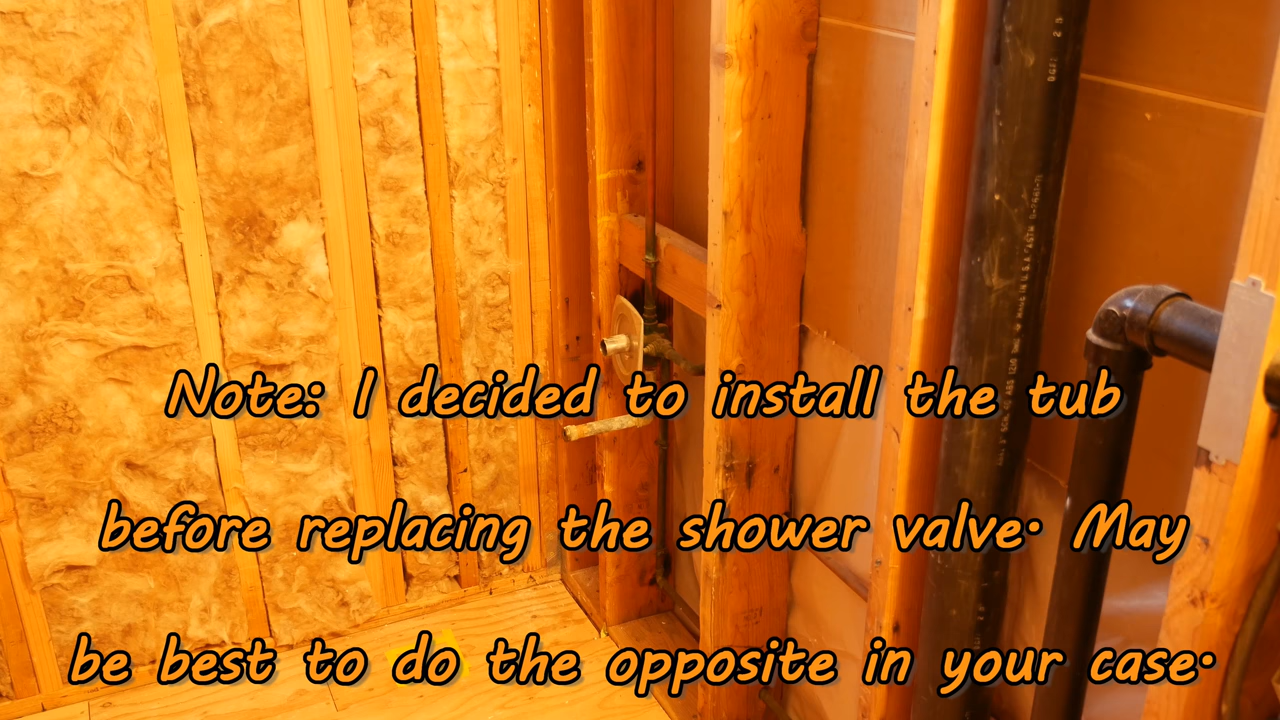 Note: I decided to install the tub
before replacing the shower valve. May
be best to do the opposite in your case.